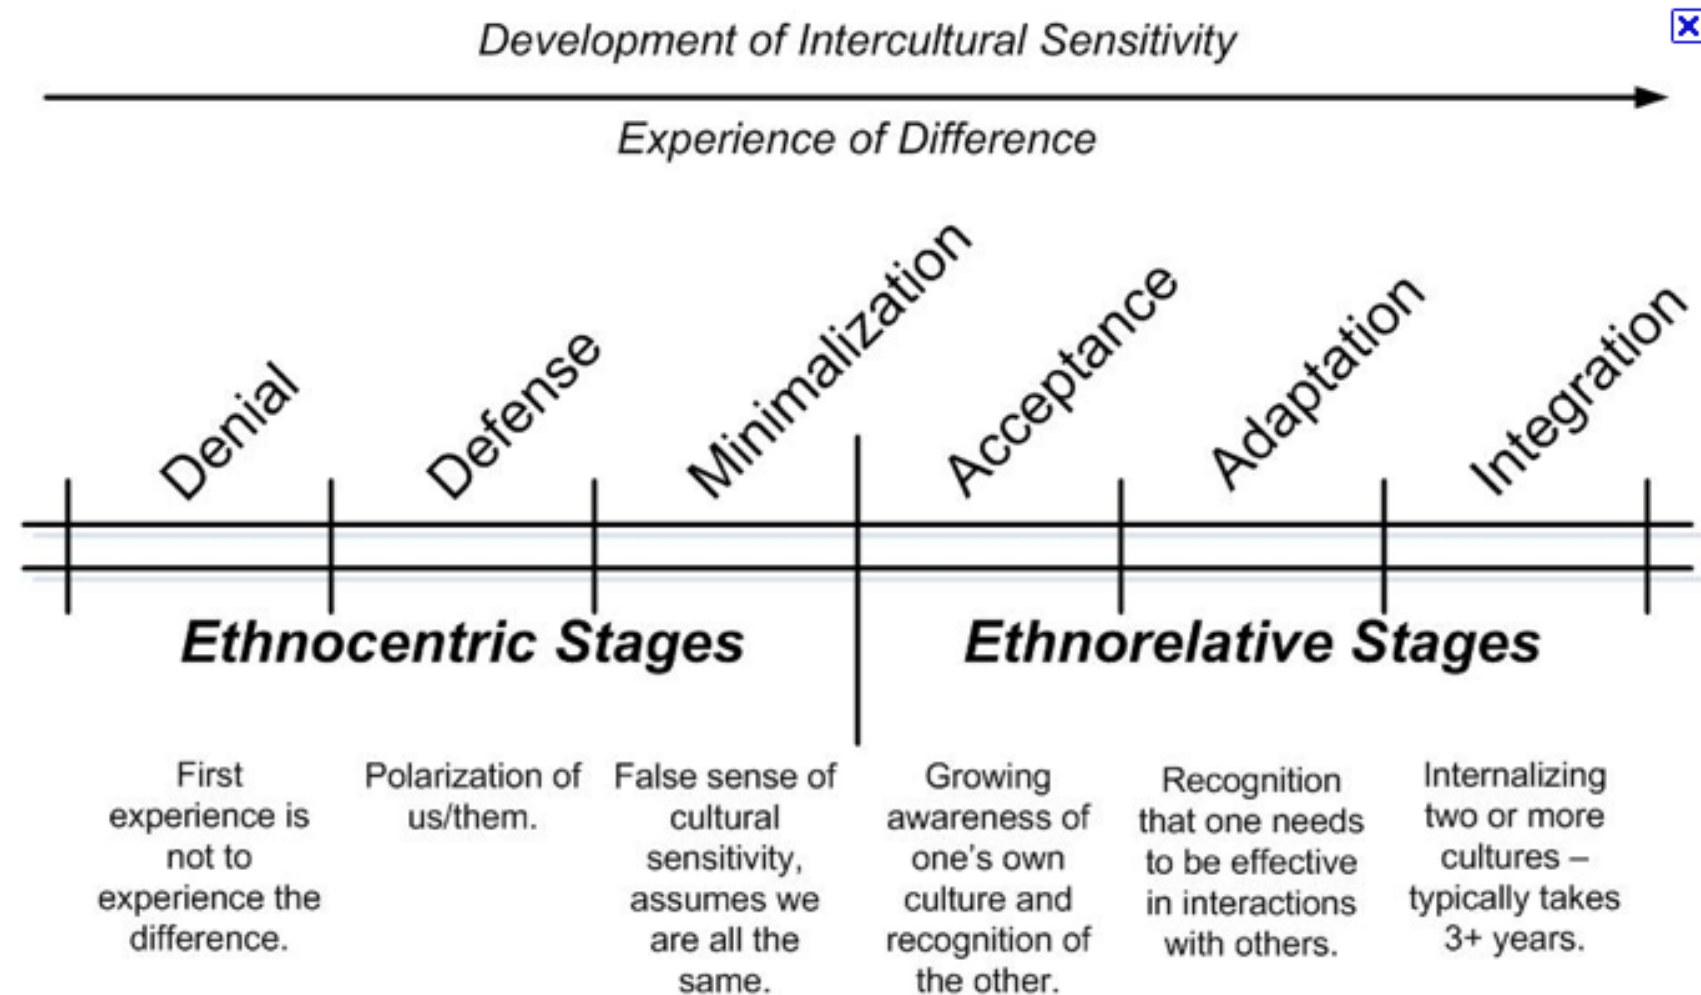 Development of Intercultural Sensitivity
Experience of Difference
Denial
Defense
Minimalization
Acceptance
Adaptation
Integration
Ethnocentric Stages
Ethnorelative Stages
First
experience is
not to
experience the
difference.
Polarization of
us/them.
False sense of
cultural
sensitivity,
assumes we
are all the
same.
Growing
awareness of
one's own
culture and
recognition of
the other.
Recognition
that one needs
to be effective
in interactions
with others.
Internalizing
two or more
cultures –
typically takes
3+ years.